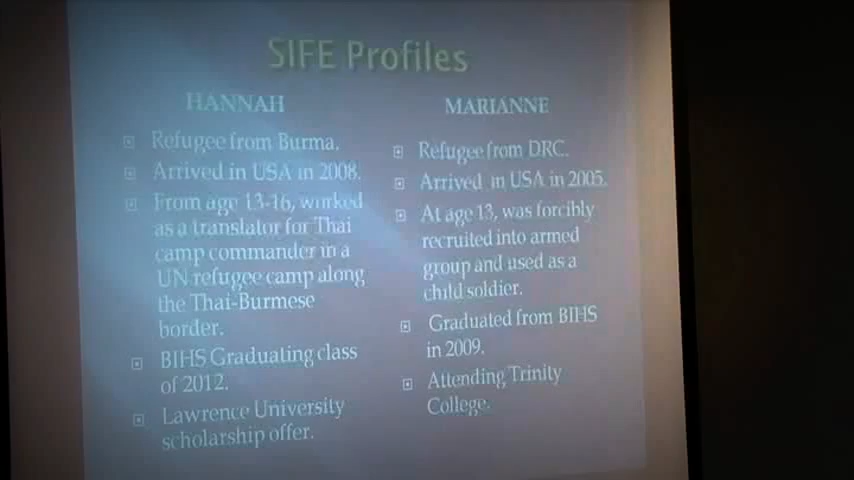 SIFE Profiles
HANNAH
Refugee from Burma.
Arrived in USA in 2008.
From age 13-16, worked
as a translator for Thai
camp commander in a
UN refugee camp along
the Thai-Burmese
border.
BIHS Graduating class
of 2012.
Lawrence University
scholarship offer.
MARIANNE
Refugee from DRC.
Arrived in USA in 2005.
At age 13, was forcibly
recruited into armed
group and used as a
child soldier.
Graduated from BIHS
in 2009.
Attending Trinity
College.